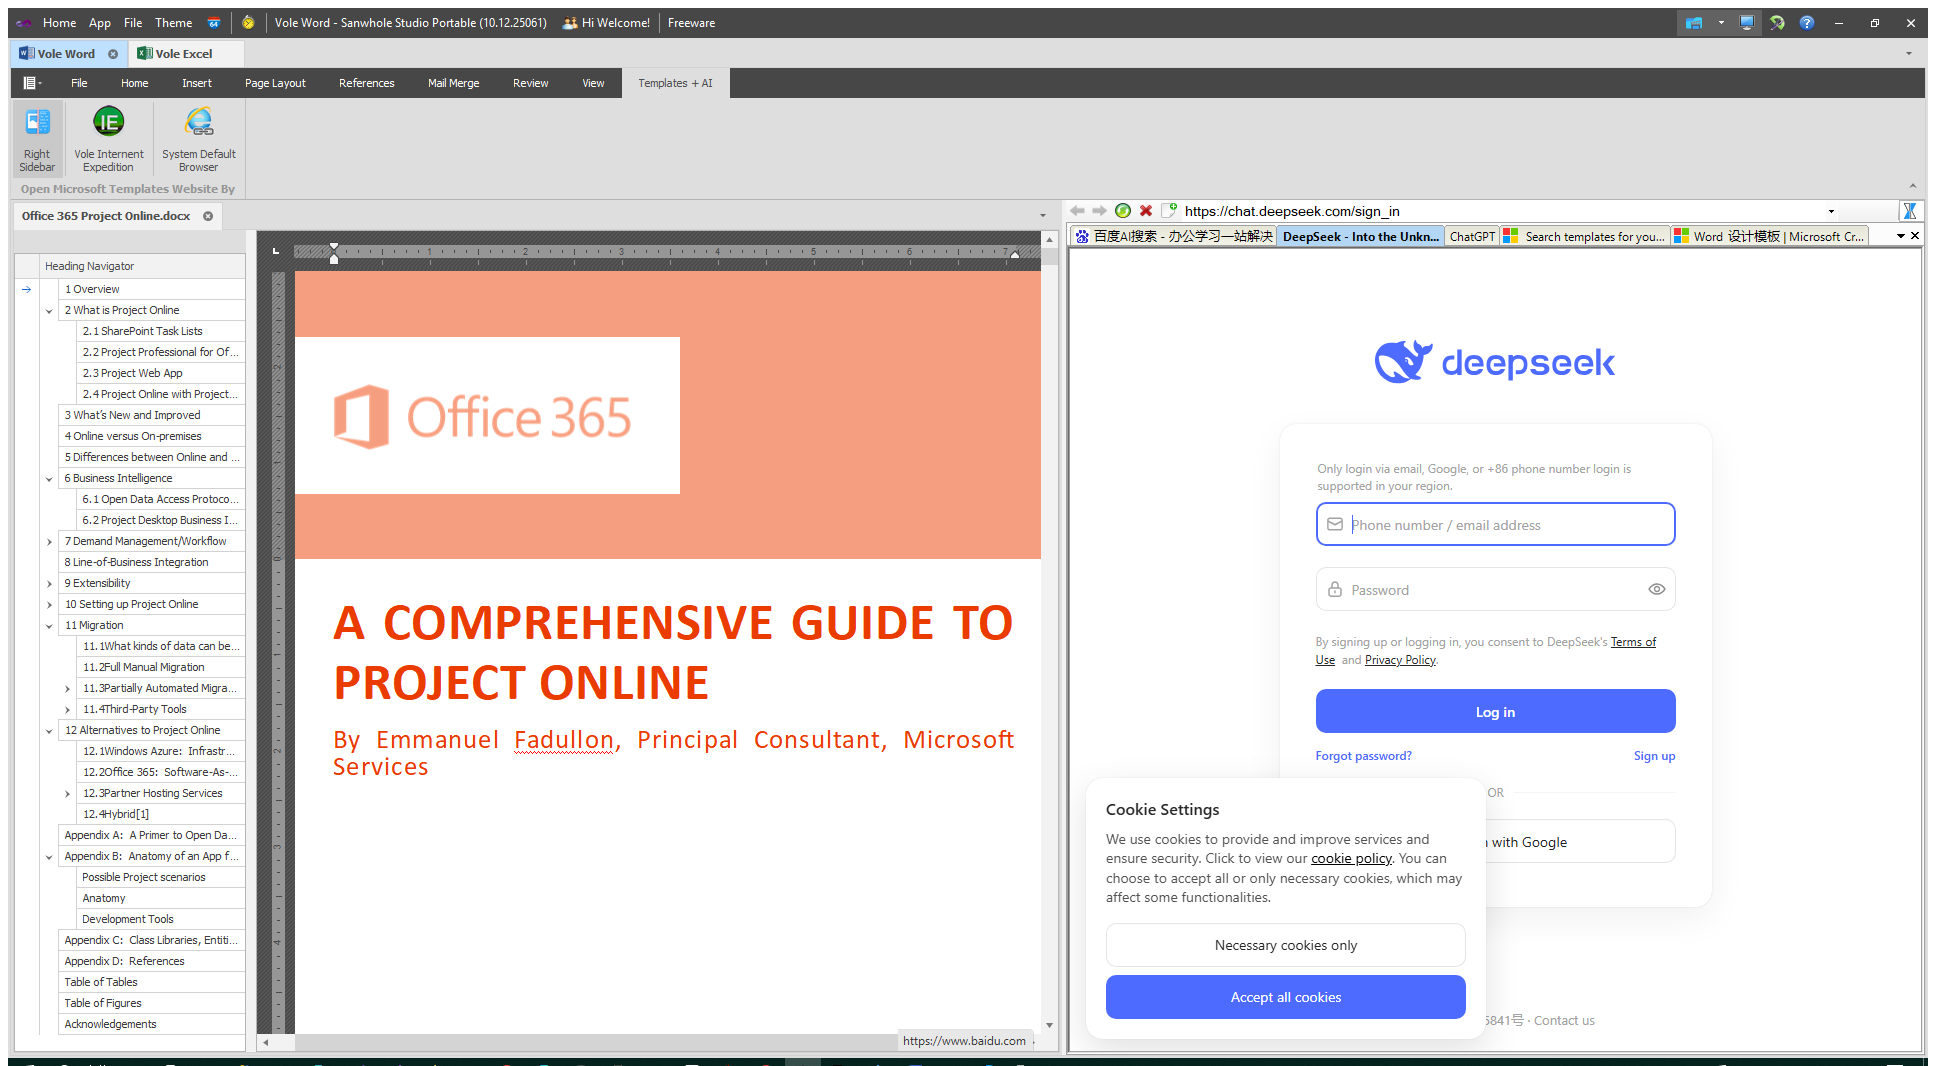 Home App File Theme 64 Vole Word - Sanwhole Studio Portable (10.12.25061) Hi Welcome! Freeware
Vole Word Vole Excel
File Home Insert Page Layout References Mail Merge Review View Templates + AI
Right Sidebar
Vole Internent Expedition
System Default Browser
Open Microsoft Templates Website By
Office 365 Project Online.docx
Heading Navigator
1 Overview
2 What is Project Online
2.1 SharePoint Task Lists
2.2 Project Professional for Of...
2.3 Project Web App
2.4 Project Online with Project...
3 What's New and Improved
4 Online versus On-premises
5 Differences between Online and ...
6 Business Intelligence
6.1 Open Data Access Protoco...
6.2 Project Desktop Business I...
7 Demand Management/Workflow
8 Line-of-Business Integration
9 Extensibility
10 Setting up Project Online
11 Migration
11.1What kinds of data can be...
11.2Full Manual Migration
11.3Partially Automated Migra...
11.4Third-Party Tools
12 Alternatives to Project Online
12.1Windows Azure: Infrastr...
12.2Office 365: Software-As-...
12.3Partner Hosting Services
12.4Hybrid[1]
Appendix A: A Primer to Open Da...
Appendix B: Anatomy of an App f...
Possible Project scenarios
Anatomy
Development Tools
Appendix C: Class Libraries, Entiti...
Appendix D: References
Table of Tables
Table of Figures
Acknowledgements
1 2 3 4 5 6 7
Office 365
A COMPREHENSIVE GUIDE TO
PROJECT ONLINE
By Emmanuel Fadullon, Principal Consultant, Microsoft
Services
https://www.baidu.com
https://chat.deepseek.com/sign_in
百度AI搜索 - 办公学习一站解决 DeepSeek - Into the Unkn... ChatGPT Search templates for you... Word 设计模板 | Microsoft Cr...
deepseek
Only login via email, Google, or +86 phone number login is
supported in your region.
Phone number / email address
Password
By signing up or logging in, you consent to DeepSeek's Terms of
Use and Privacy Policy.
Log in
Forgot password? Sign up
OR
with Google
Cookie Settings
We use cookies to provide and improve services and
ensure security. Click to view our cookie policy. You can
choose to accept all or only necessary cookies, which may
affect some functionalities.
Necessary cookies only
Accept all cookies
5841号 · Contact us